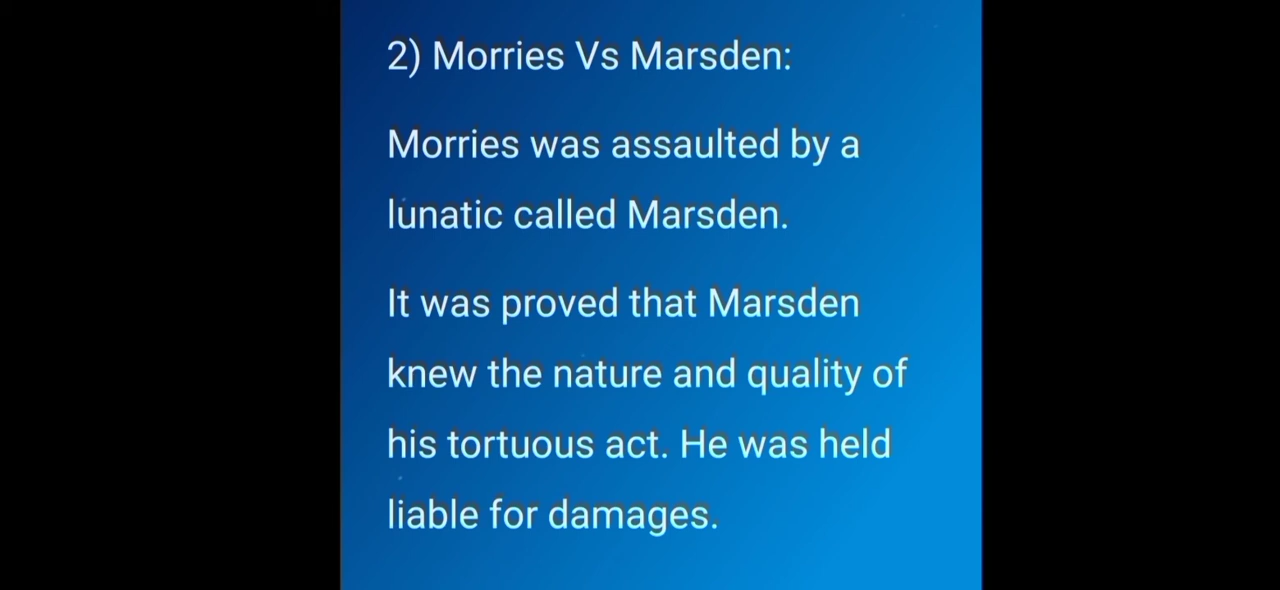 2) Morries Vs Marsden:
Morries was assaulted by a
lunatic called Marsden.
It was proved that Marsden
knew the nature and quality of
his tortuous act. He was held
liable for damages.